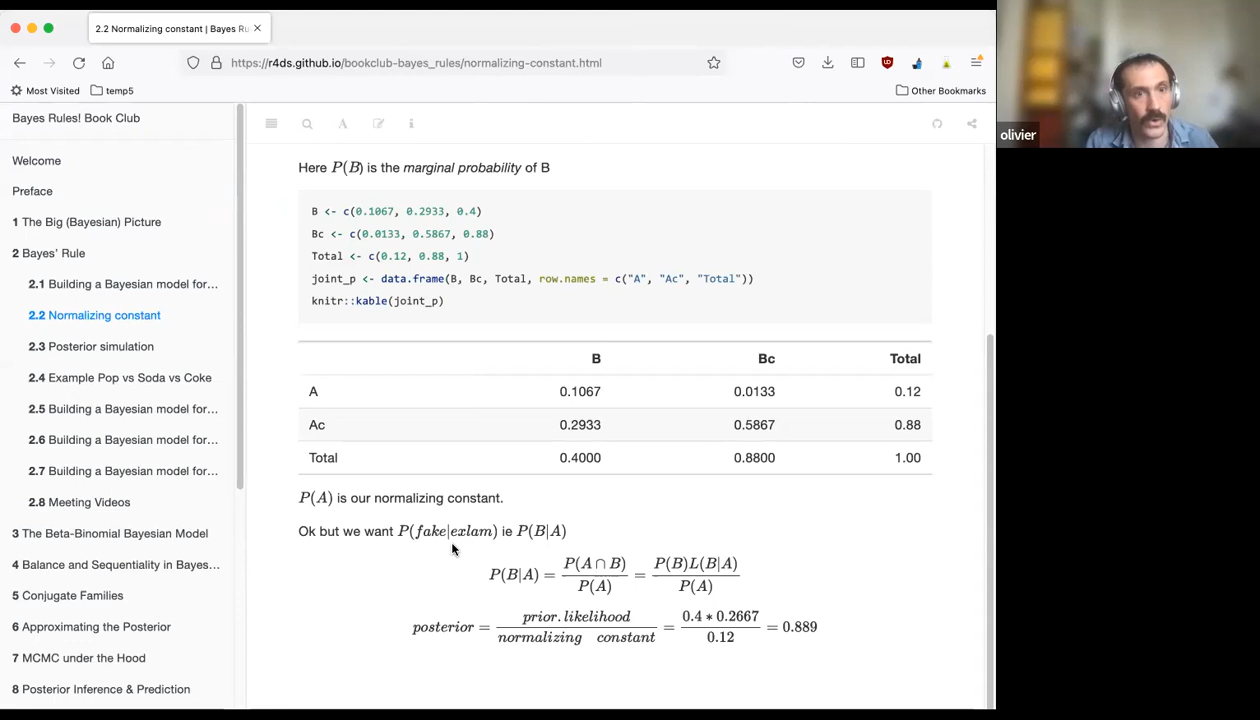 2.2 Normalizing constant | Bayes Ru
https://r4ds.github.io/bookclub-bayes_rules/normalizing-constant.html
Most Visited temp5 Other Bookmarks
Bayes Rules! Book Club
Welcome
Preface
1 The Big (Bayesian) Picture
2 Bayes' Rule
2.1 Building a Bayesian model for...
2.2 Normalizing constant
2.3 Posterior simulation
2.4 Example Pop vs Soda vs Coke
2.5 Building a Bayesian model for...
2.6 Building a Bayesian model for...
2.7 Building a Bayesian model for...
2.8 Meeting Videos
3 The Beta-Binomial Bayesian Model
4 Balance and Sequentiality in Bayes...
5 Conjugate Families
6 Approximating the Posterior
7 MCMC under the Hood
8 Posterior Inference & Prediction
Here P(B) is the marginal probability of B
B <- c(0.1067, 0.2933, 0.4)
Bc <- c(0.0133, 0.5867, 0.88)
Total <- c(0.12, 0.88, 1)
joint_p <- data.frame(B, Bc, Total, row.names = c("A", "Ac", "Total"))
knitr::kable(joint_p)
B Bc Total
A 0.1067 0.0133 0.12
Ac 0.2933 0.5867 0.88
Total 0.4000 0.8800 1.00
P(A) is our normalizing constant.
Ok but we want P(fake|exlam) ie P(B|A)
P(B|A) = P(A ∩ B) / P(A) = P(B)L(B|A) / P(A)
posterior = prior.likelihood / normalizing constant = 0.4 * 0.2667 / 0.12 = 0.889
olivier